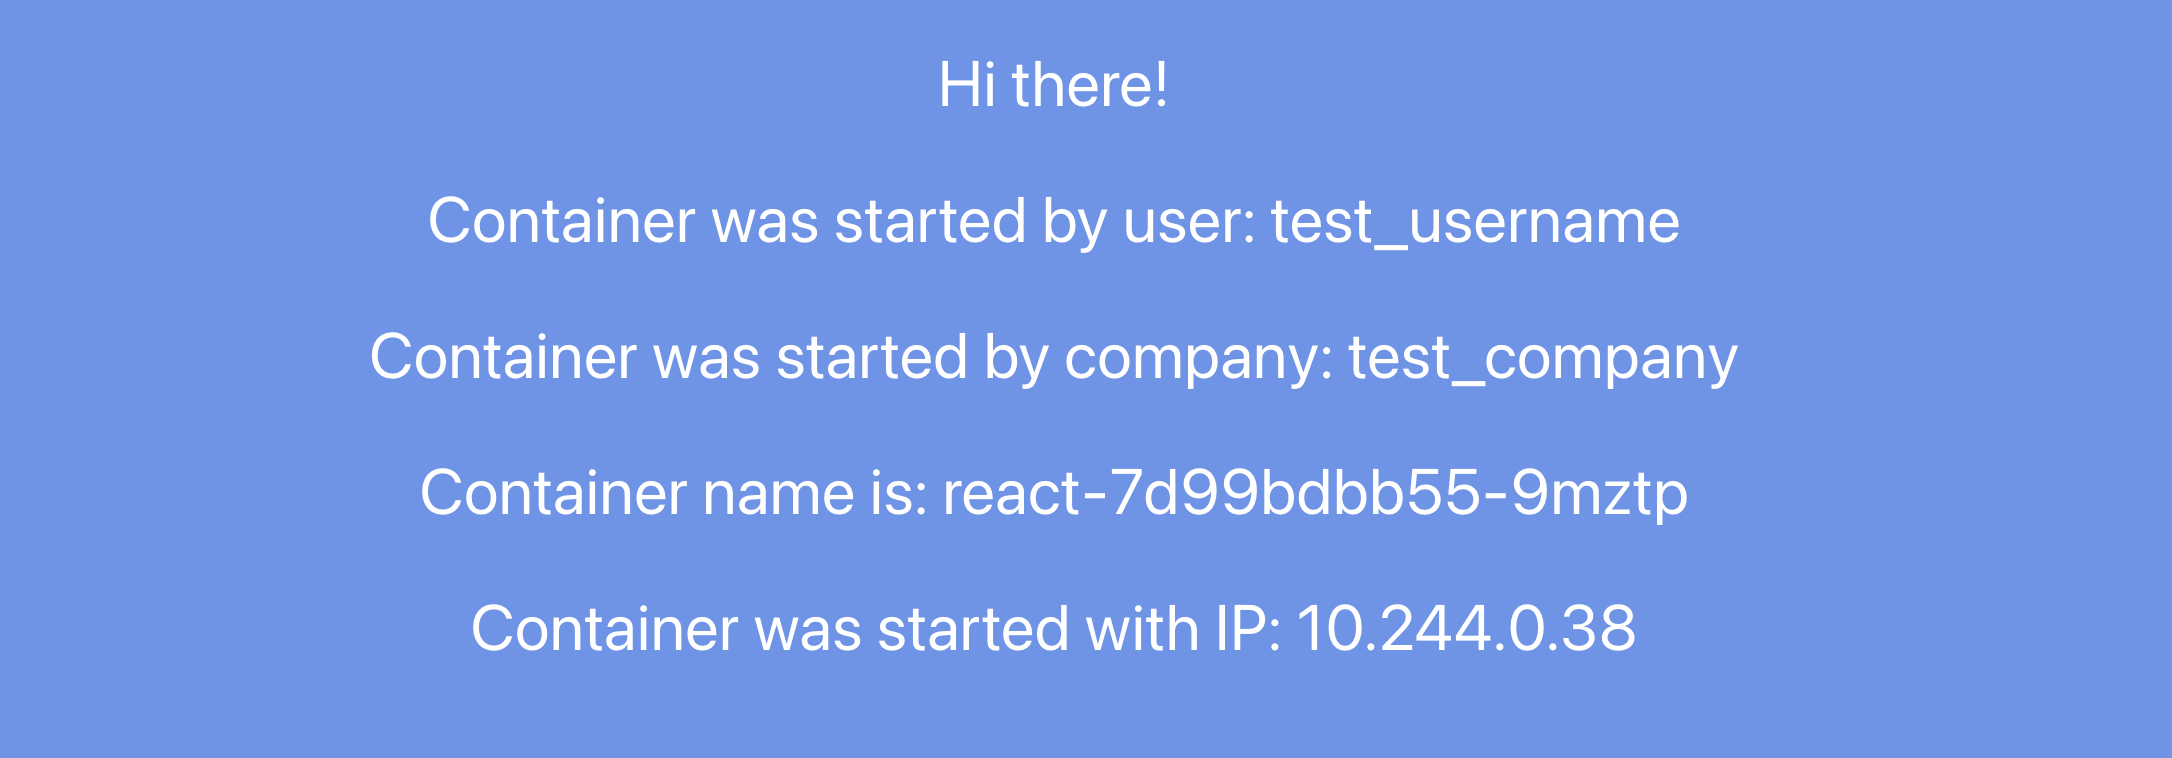 Hi there!
Container was started by user: test_username
Container was started by company: test_company
Container name is: react-7d99bdbb55-9mztp
Container was started with IP: 10.244.0.38